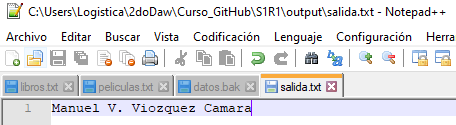 C:\Users\Logistica\2doDaw\Curso_GitHub\S1R1\output\salida.txt - Notepad++
Archivo Editar Buscar Vista Codificación Lenguaje Configuración Herra
libros.txt peliculas.txt datos.bak salida.txt
1 Manuel V. Viozquez Camara